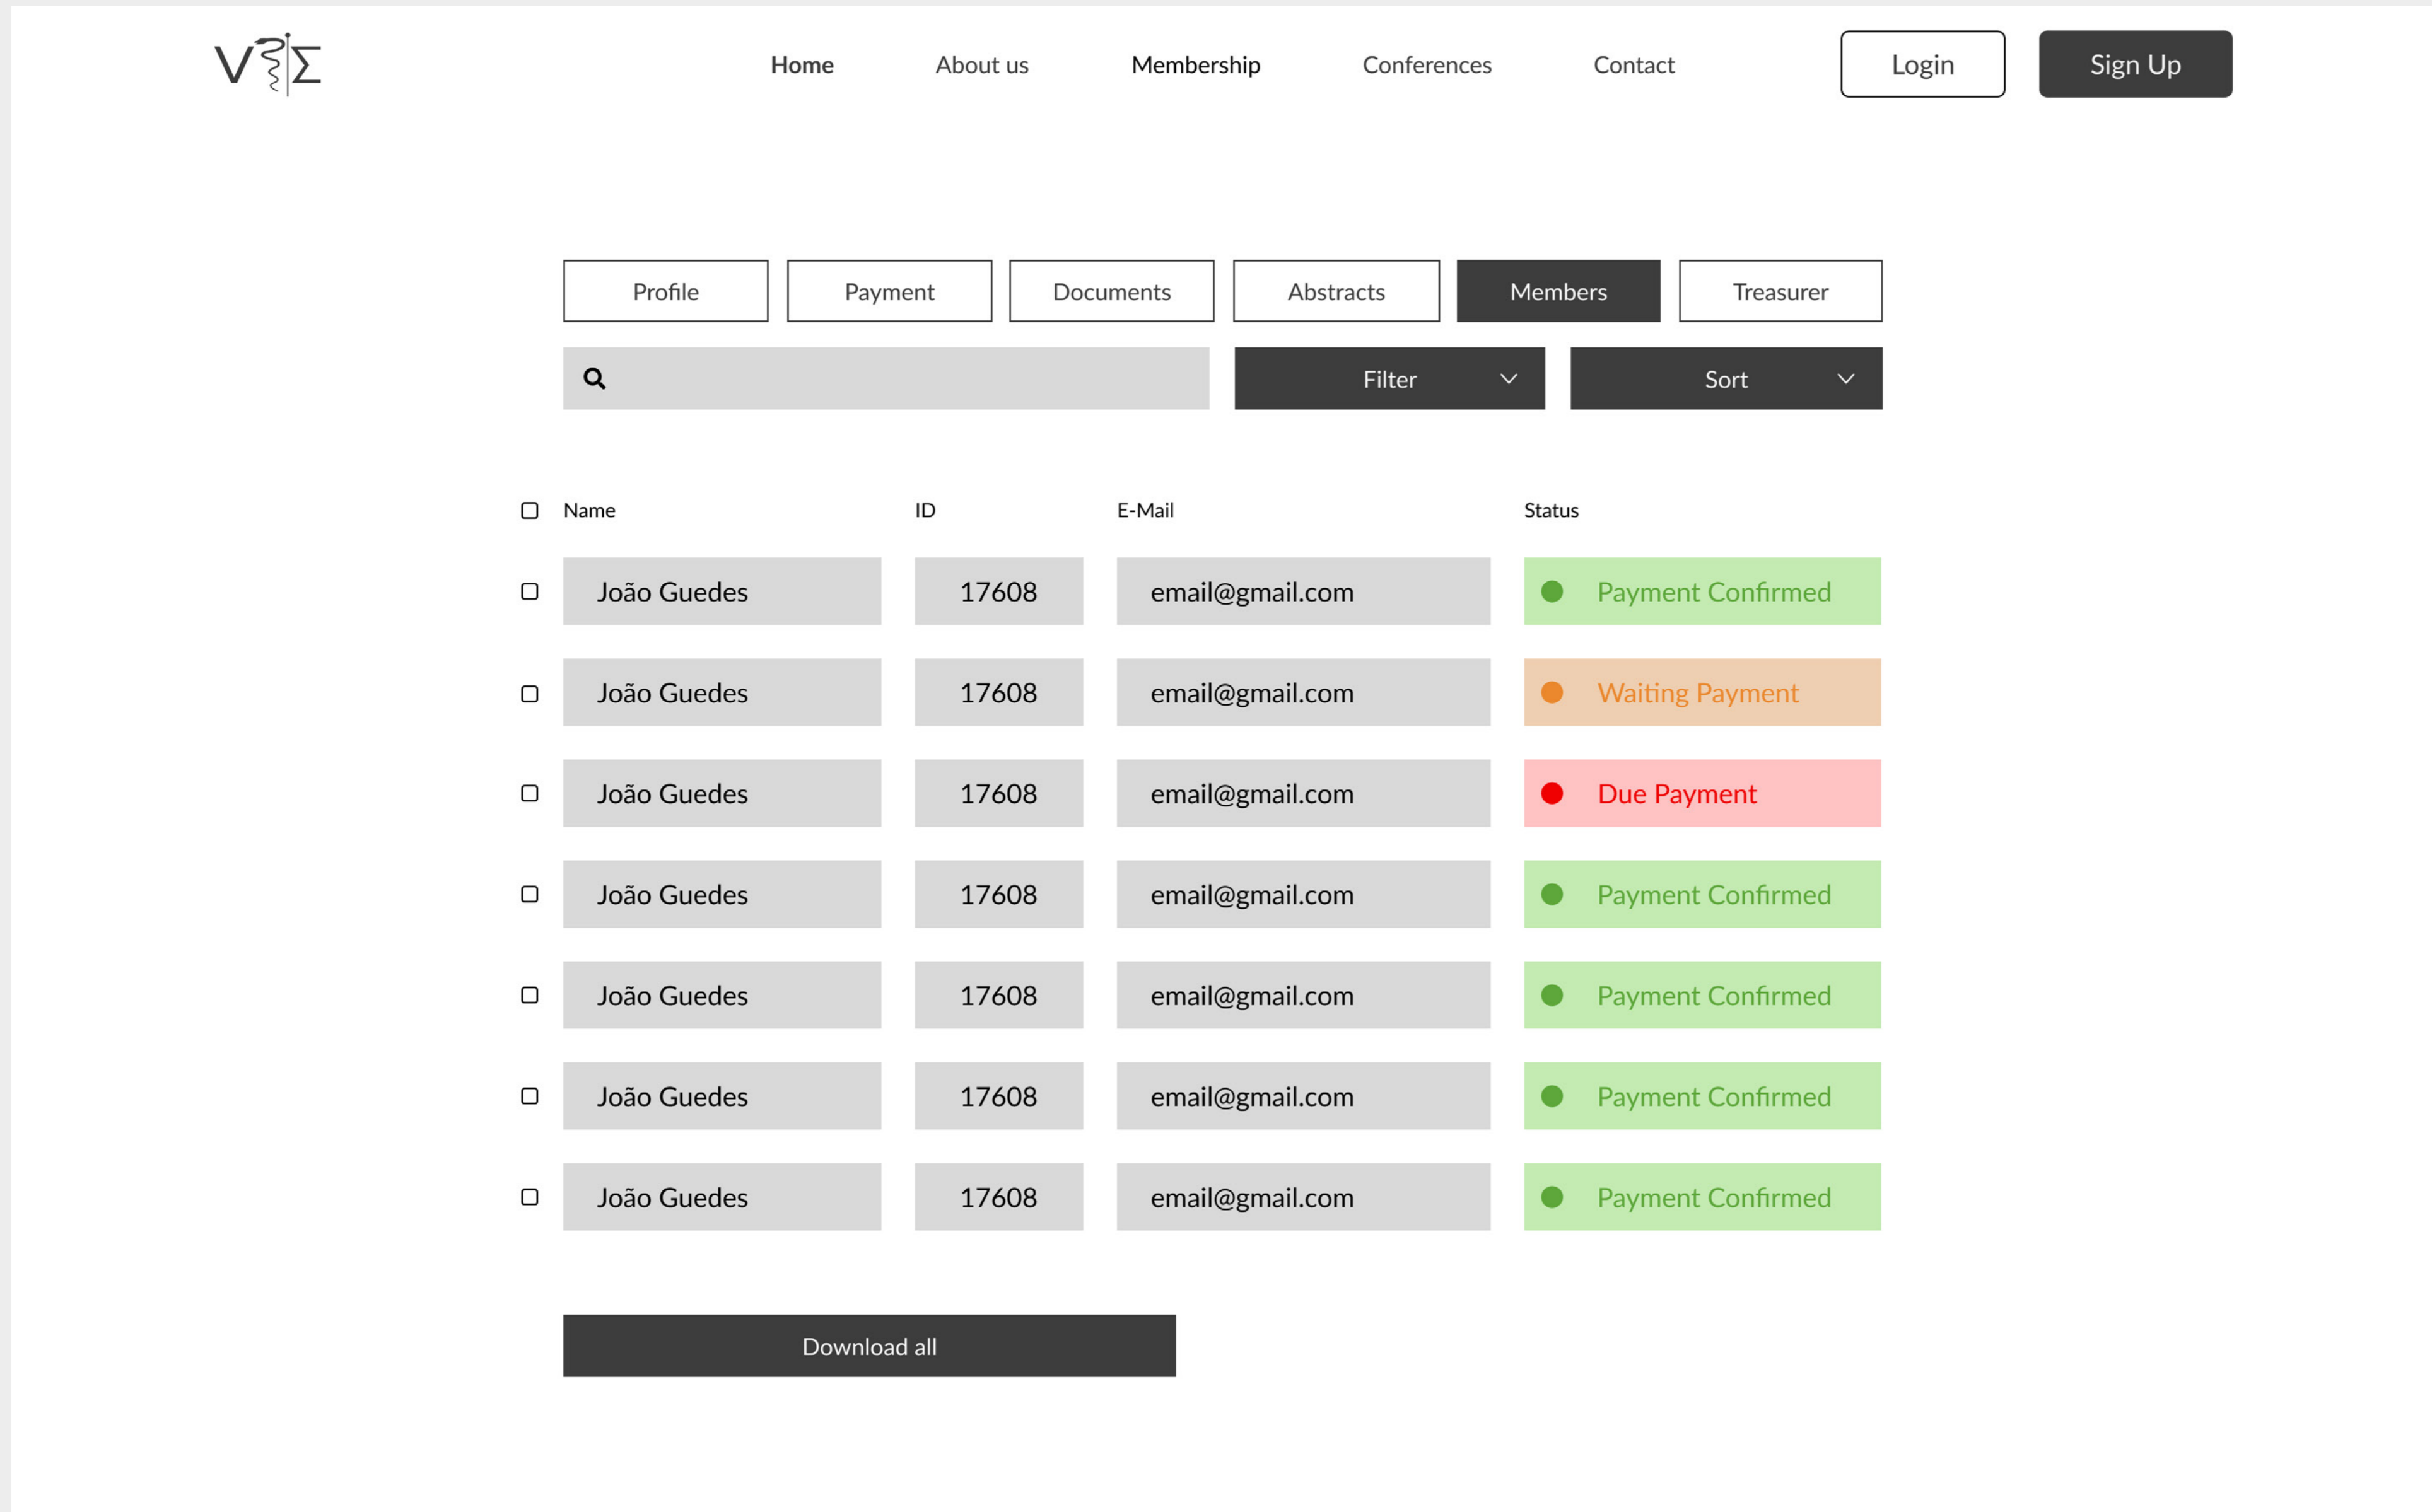 V Σ
Home About us Membership Conferences Contact Login Sign Up
Profile Payment Documents Abstracts Members Treasurer
Filter Sort
Name ID E-Mail Status
João Guedes 17608 email@gmail.com Payment Confirmed
João Guedes 17608 email@gmail.com Waiting Payment
João Guedes 17608 email@gmail.com Due Payment
João Guedes 17608 email@gmail.com Payment Confirmed
João Guedes 17608 email@gmail.com Payment Confirmed
João Guedes 17608 email@gmail.com Payment Confirmed
João Guedes 17608 email@gmail.com Payment Confirmed
Download all